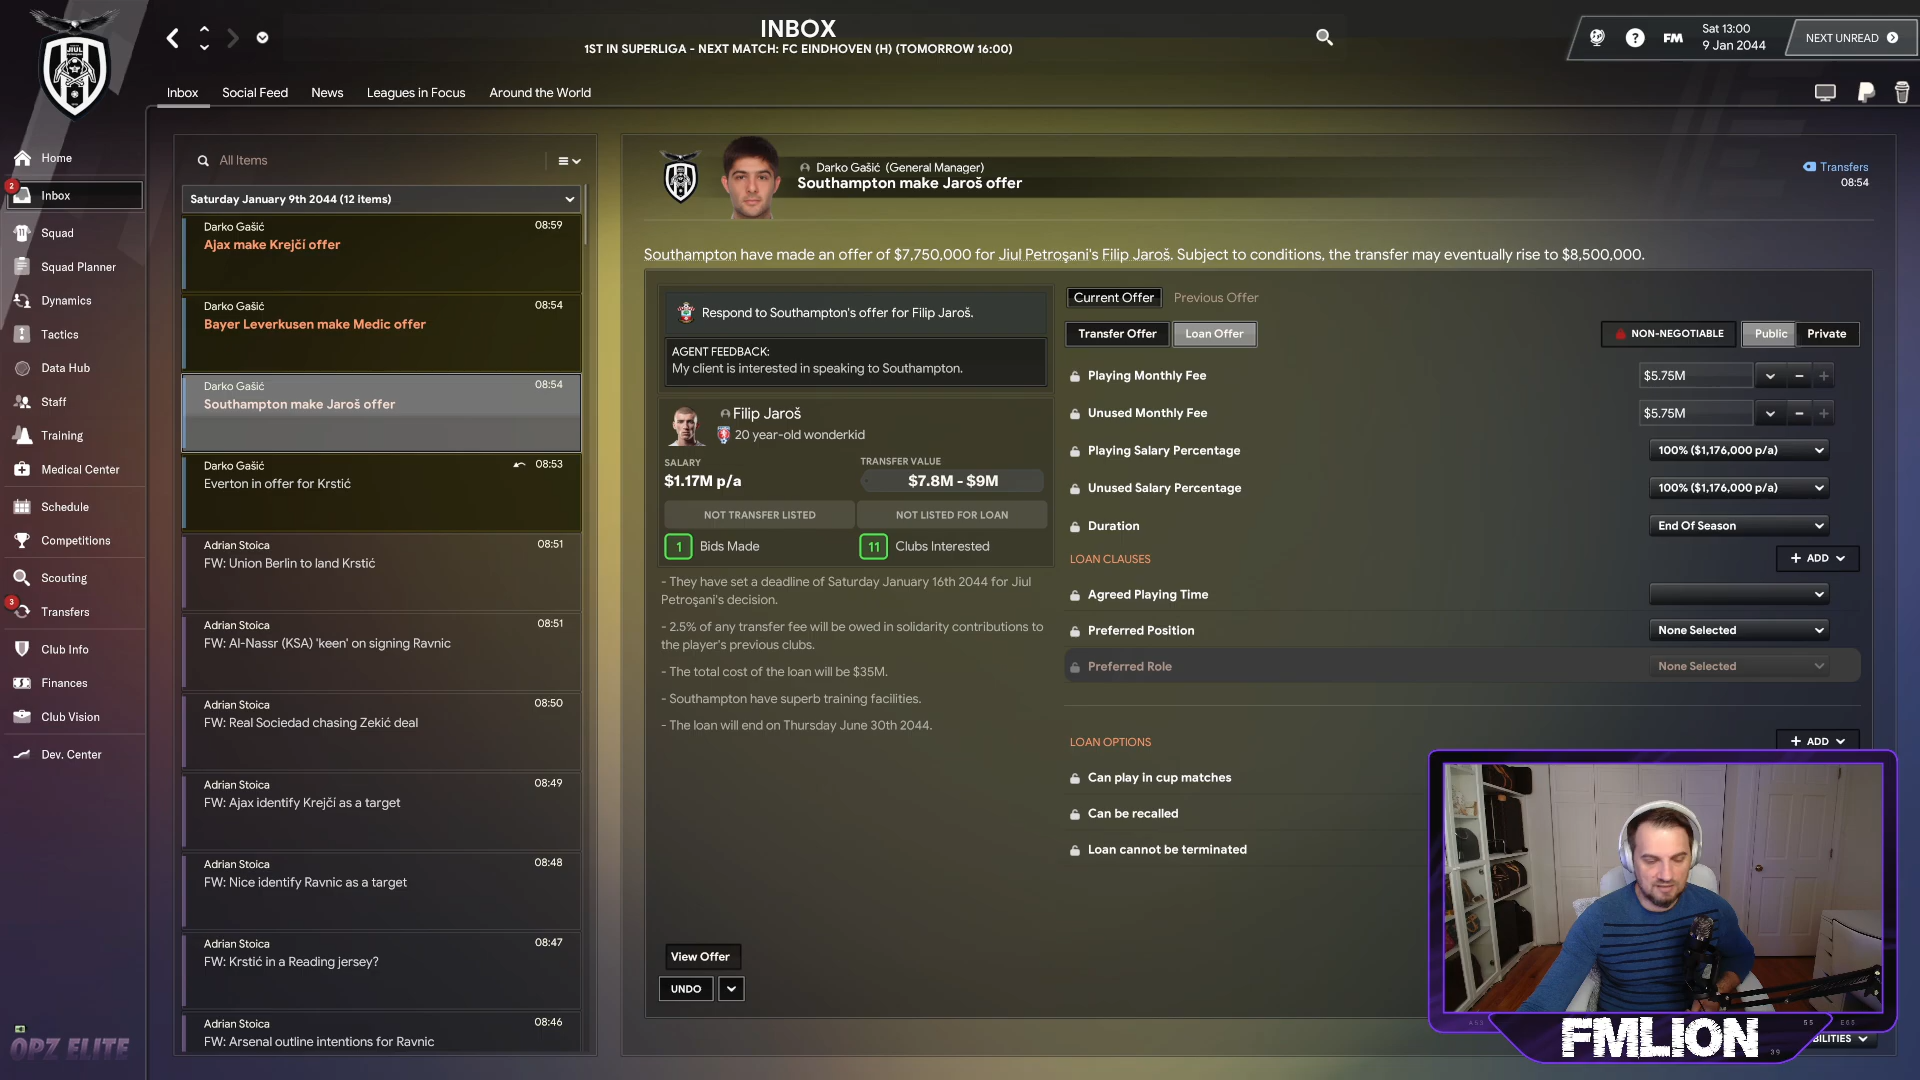 INBOX
1ST IN SUPERLIGA - NEXT MATCH: FC EINDHOVEN (H) (TOMORROW 16:00)
FM
Sat 13:00
9 Jan 2044
NEXT UNREAD
Inbox
Social Feed
News
Leagues in Focus
Around the World
Home
2
Inbox
Squad
Squad Planner
Dynamics
Tactics
Data Hub
Staff
Training
Medical Center
Schedule
Competitions
Scouting
3
Transfers
Club Info
Finances
Club Vision
Dev. Center
OPZ ELITE
All Items
Saturday January 9th 2044 (12 items)
Darko Gašić 08:59
Ajax make Krejčí offer
Darko Gašić 08:54
Bayer Leverkusen make Medic offer
Darko Gašić 08:54
Southampton make Jaroš offer
Darko Gašić 08:53
Everton in offer for Krstić
Adrian Stoica 08:51
FW: Union Berlin to land Krstić
Adrian Stoica 08:51
FW: Al-Nassr (KSA) 'keen' on signing Ravnic
Adrian Stoica 08:50
FW: Real Sociedad chasing Zekić deal
Adrian Stoica 08:49
FW: Ajax identify Krejčí as a target
Adrian Stoica 08:48
FW: Nice identify Ravnic as a target
Adrian Stoica 08:47
FW: Krstić in a Reading jersey?
Adrian Stoica 08:46
FW: Arsenal outline intentions for Ravnic
Darko Gašić (General Manager)
Southampton make Jaroš offer
Transfers
08:54
Southampton have made an offer of $7,750,000 for Jiul Petroşani's Filip Jaroš. Subject to conditions, the transfer may eventually rise to $8,500,000.
Respond to Southampton's offer for Filip Jaroš.
AGENT FEEDBACK:
My client is interested in speaking to Southampton.
Filip Jaroš
20 year-old wonderkid
SALARY
$1.17M p/a
TRANSFER VALUE
$7.8M - $9M
NOT TRANSFER LISTED
NOT LISTED FOR LOAN
1 Bids Made
11 Clubs Interested
- They have set a deadline of Saturday January 16th 2044 for Jiul
Petroşani's decision.
- 2.5% of any transfer fee will be owed in solidarity contributions to
the player's previous clubs.
- The total cost of the loan will be $35M.
- Southampton have superb training facilities.
- The loan will end on Thursday June 30th 2044.
View Offer
UNDO
Current Offer
Previous Offer
Transfer Offer
Loan Offer
NON-NEGOTIABLE
Public
Private
Playing Monthly Fee $5.75M
Unused Monthly Fee $5.75M
Playing Salary Percentage 100% ($1,176,000 p/a)
Unused Salary Percentage 100% ($1,176,000 p/a)
Duration End Of Season
LOAN CLAUSES + ADD
Agreed Playing Time
Preferred Position None Selected
Preferred Role None Selected
LOAN OPTIONS + ADD
Can play in cup matches
Can be recalled
Loan cannot be terminated
FMLION
BILITIES